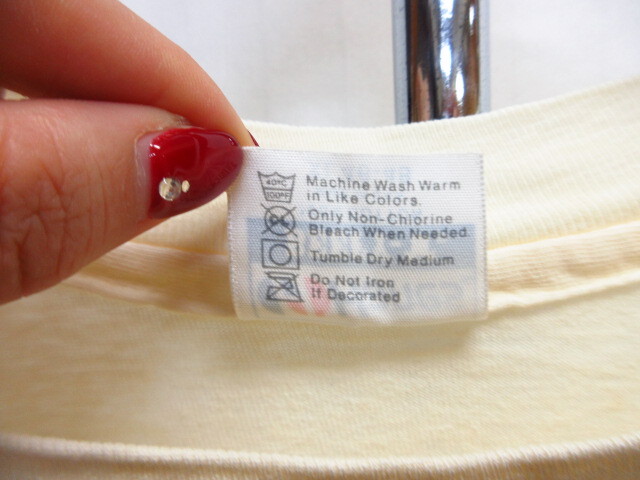 40°C
100°F
Machine Wash Warm
in Like Colors.
Only Non-Chlorine
Bleach When Needed.
Tumble Dry Medium
Do Not Iron
If Decorated